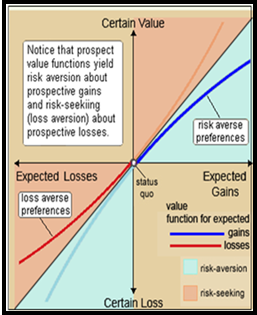 Certain Value
Notice that prospect
value functions yield
risk aversion about
prospective gains
and risk-seekiing
(loss aversion) about
prospective losses.
risk averse
preferences
Expected Losses
status
quo
Expected
Gains
loss averse
preferences
value
function for expected
gains
losses
risk-aversion
risk-seeking
Certain Loss